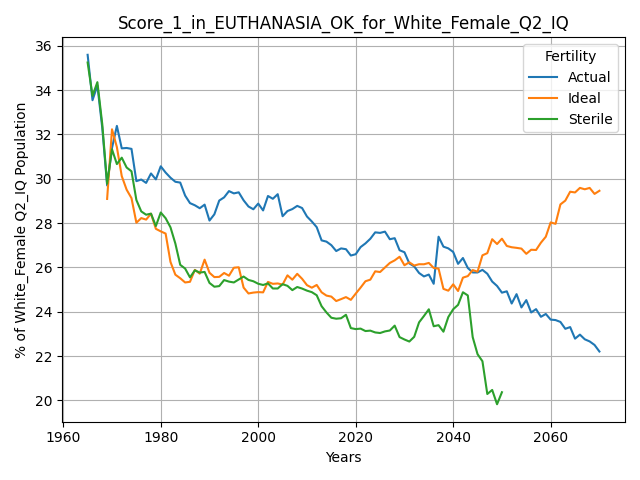 Score_1_in_EUTHANASIA_OK_for_White_Female_Q2_IQ
% of White_Female Q2_IQ Population
36
34
32
30
28
26
24
22
20
Fertility
Actual
Ideal
Sterile
1960 1980 2000 2020 2040 2060
Years